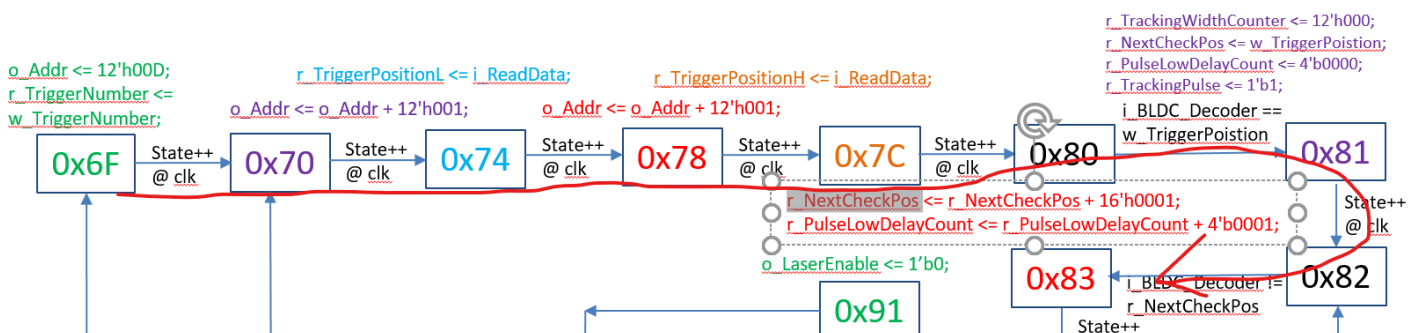 r_TrackingWidthCounter <= 12'h000;
r_NextCheckPos <= w_TriggerPoistion;
r_PulseLowDelayCount <= 4'b0000;
r_TrackingPulse <= 1'b1;
o_Addr <= 12'h00D;
r_TriggerNumber <=
w_TriggerNumber;
r_TriggerPositionL <= i_ReadData;
r_TriggerPositionH <= i_ReadData;
o_Addr <= o_Addr + 12'h001;
o_Addr <= o_Addr + 12'h001;
i_BLDC_Decoder ==
w_TriggerPoistion
0x6F
State++
@ clk
0x70
State++
@ clk
0x74
State++
@ clk
0x78
State++
@ clk
0x7C
State++
@ clk
0x80
0x81
r_NextCheckPos <= r_NextCheckPos + 16'h0001;
r_PulseLowDelayCount <= r_PulseLowDelayCount + 4'b0001;
State++
@ clk
o_LaserEnable <= 1'b0;
0x83
i_BLDC_Decoder !=
r_NextCheckPos
0x82
0x91
State++